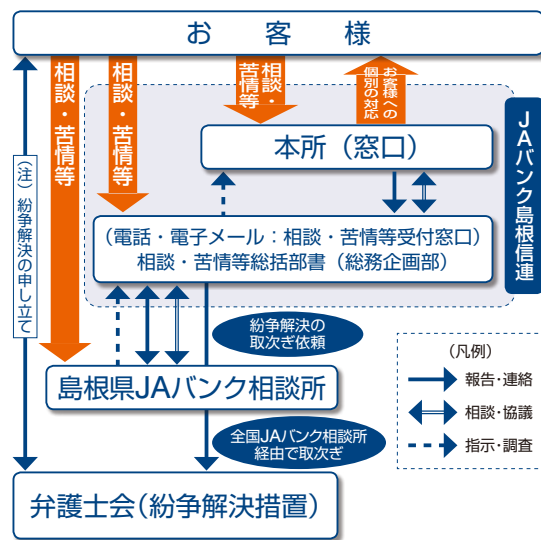 お客様
相談・苦情等
相談・苦情等
相談・
苦情等
お客様への
個別の対応
JAバンク島根信連
本所（窓口）
（注）紛争解決の申し立て
（電話・電子メール：相談・苦情等受付窓口）
相談・苦情等総括部書（総務企画部）
紛争解決の
取次ぎ依頼
島根県JAバンク相談所
全国JAバンク相談所
経由で取次ぎ
弁護士会（紛争解決措置）
（凡例）
報告・連絡
相談・協議
指示・調査